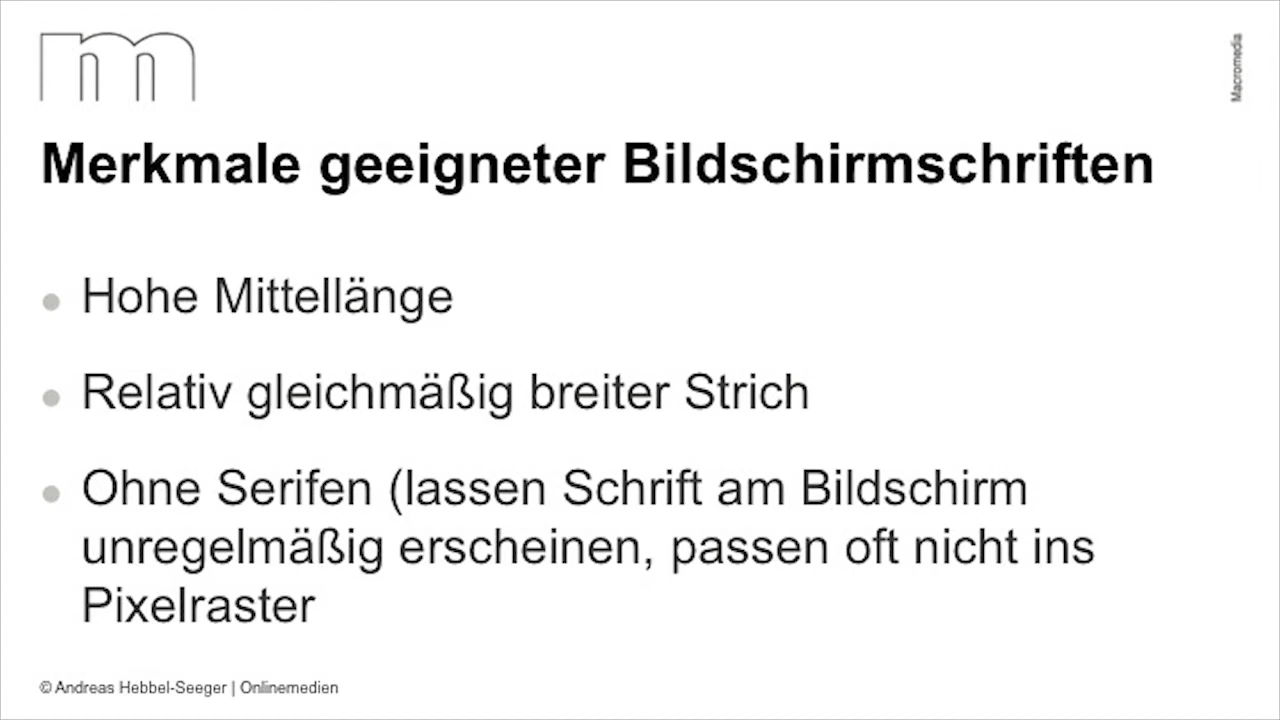 m
Macromedia
Merkmale geeigneter Bildschirmschriften
Hohe Mittellänge
Relativ gleichmäßig breiter Strich
Ohne Serifen (lassen Schrift am Bildschirm
unregelmäßig erscheinen, passen oft nicht ins
Pixelraster
© Andreas Hebbel-Seeger | Onlinemedien